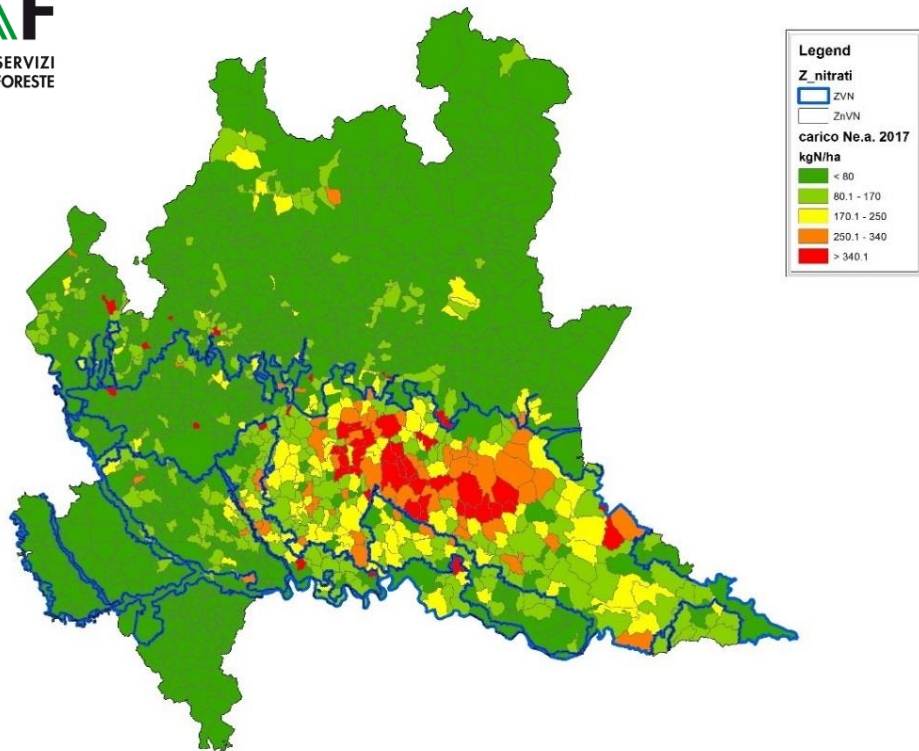 SERVIZI
FORESTE
Legend
Z_nitrati
ZVN
ZnVN
carico Ne.a. 2017
kgN/ha
< 80
80.1 - 170
170.1 - 250
250.1 - 340
> 340.1